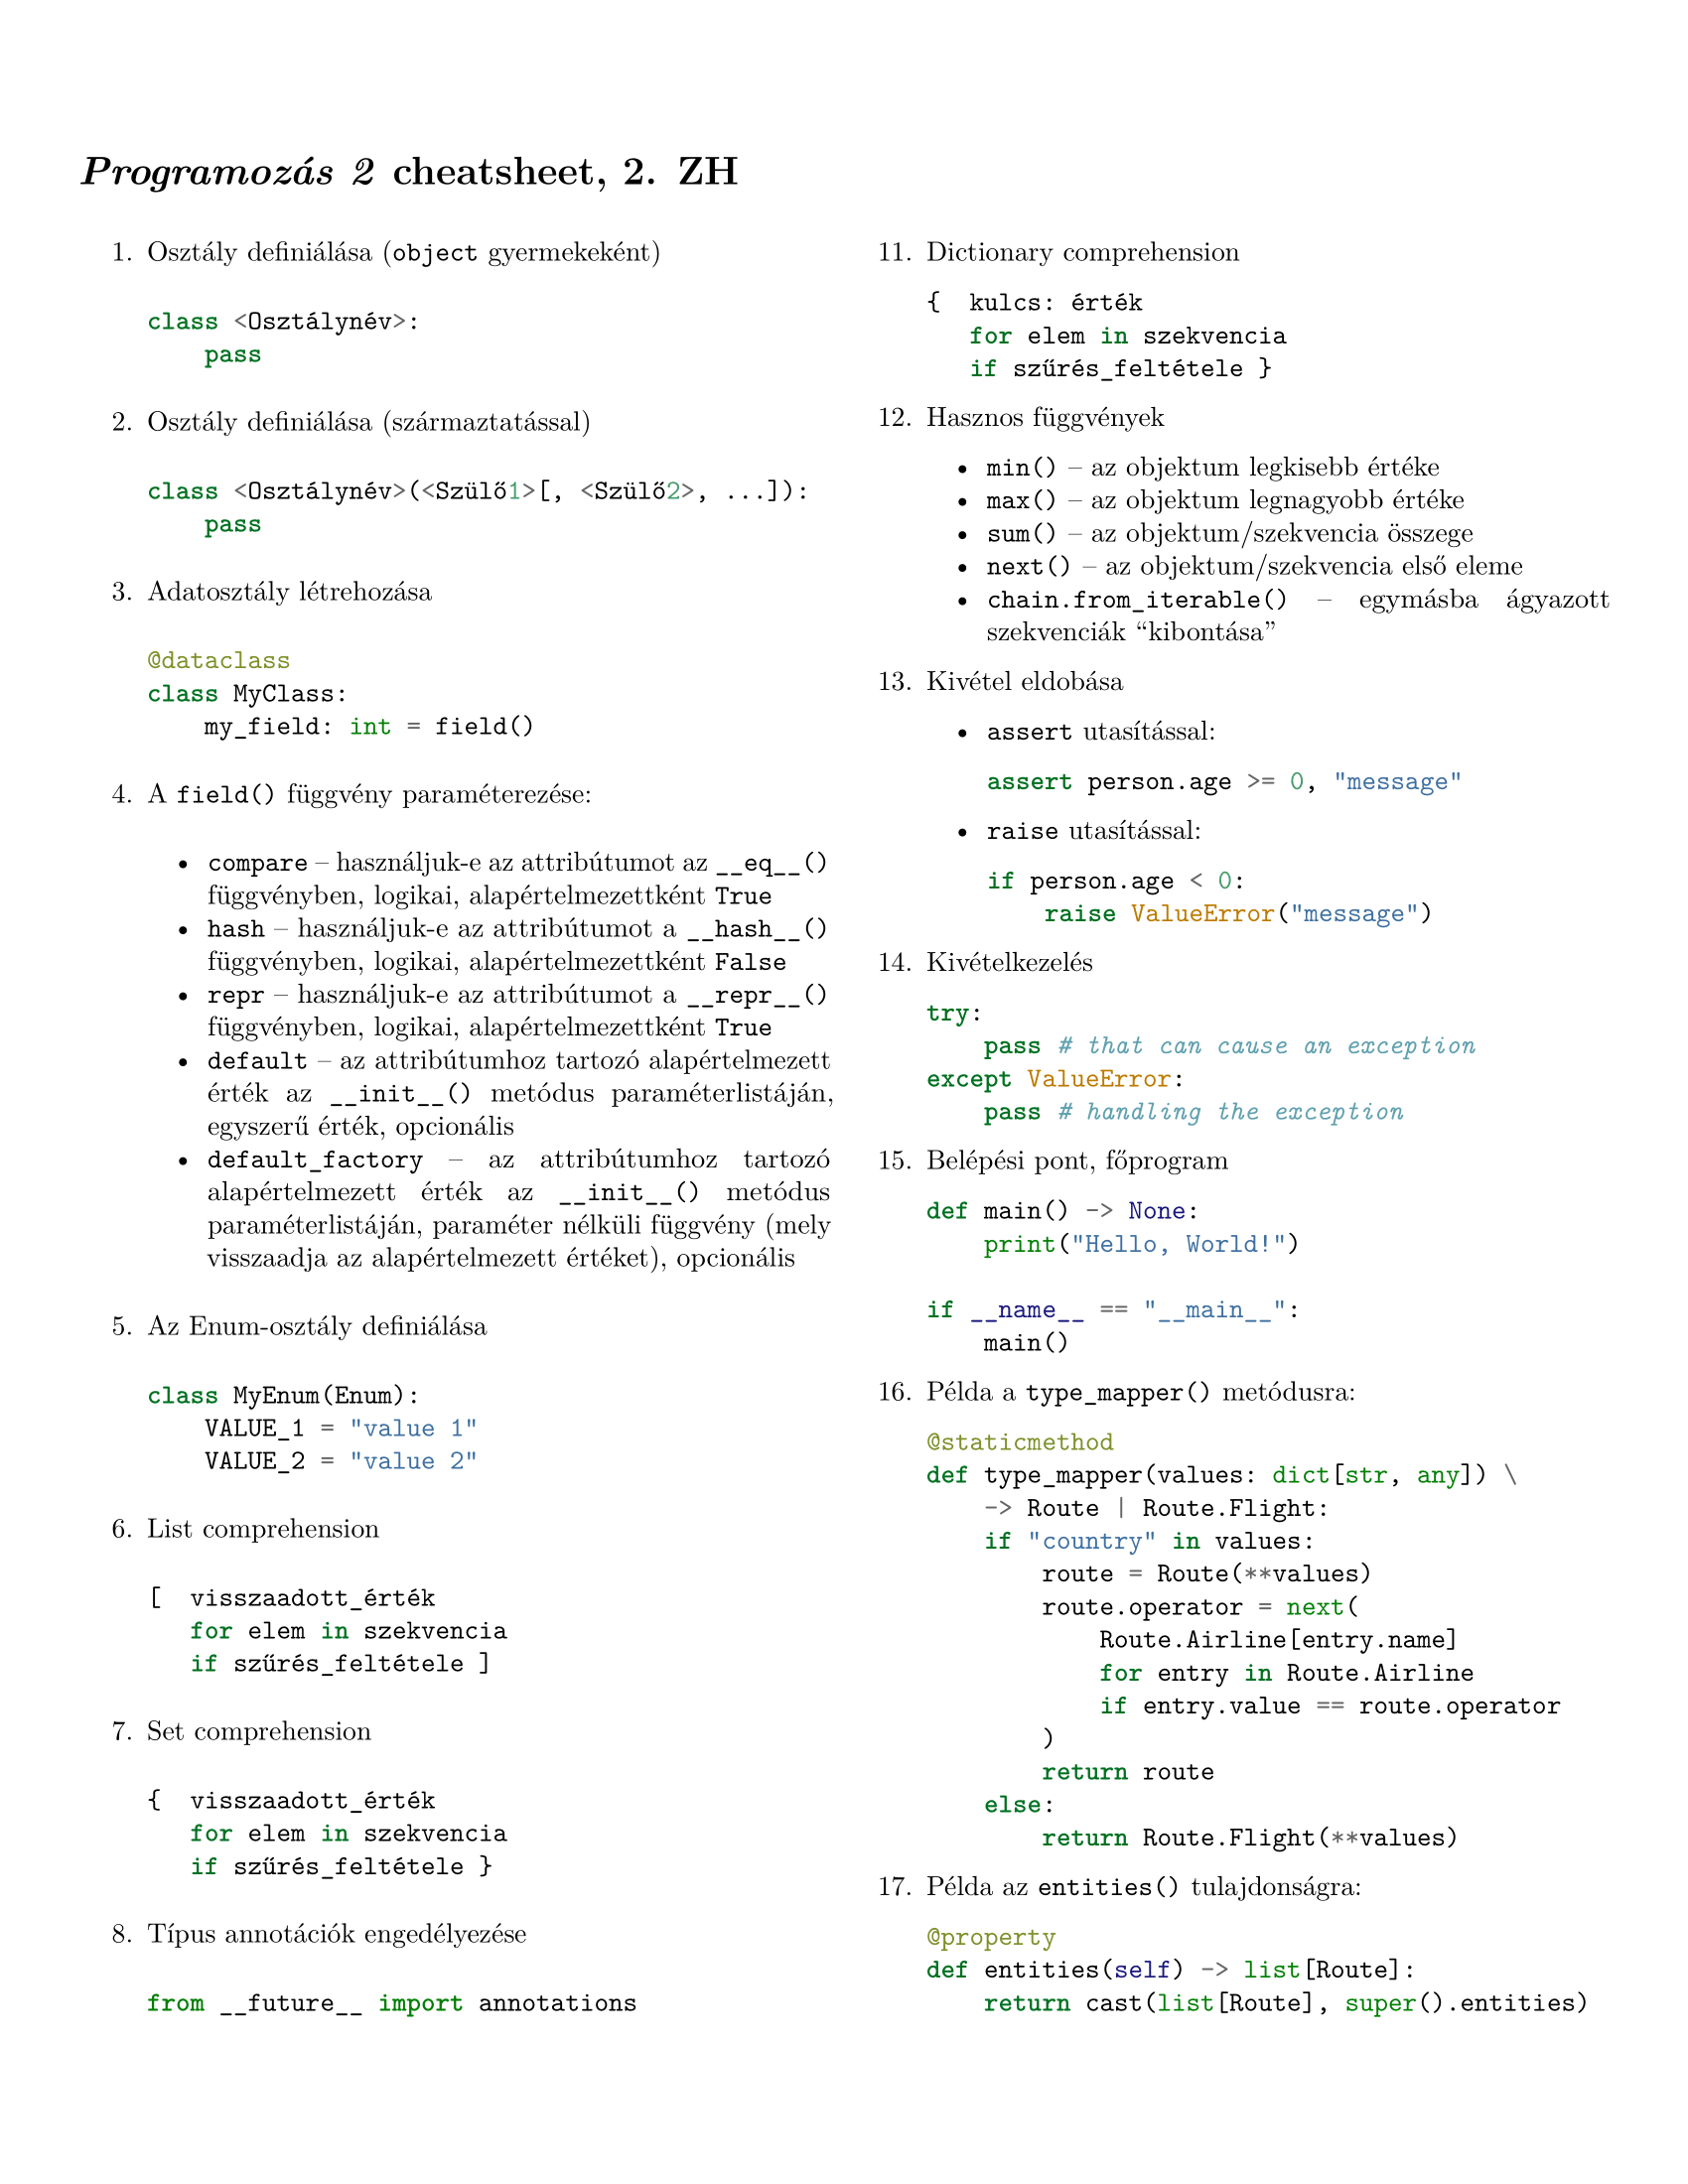 Programozás 2 cheatsheet, 2. ZH
1. Osztály definiálása (object gyermekeként)
class <Osztálynév>:
    pass
2. Osztály definiálása (származtatással)
class <Osztálynév>(<Szülő1>[, <Szülő2>, ...]):
    pass
3. Adatosztály létrehozása
@dataclass
class MyClass:
    my_field: int = field()
4. A field() függvény paraméterezése:
• compare – használjuk-e az attribútumot az __eq__()
függvényben, logikai, alapértelmezettként True
• hash – használjuk-e az attribútumot a __hash__()
függvényben, logikai, alapértelmezettként False
• repr – használjuk-e az attribútumot a __repr__()
függvényben, logikai, alapértelmezettként True
• default – az attribútumhoz tartozó alapértelmezett
érték az __init__() metódus paraméterlistáján,
egyszerű érték, opcionális
• default_factory – az attribútumhoz tartozó
alapértelmezett érték az __init__() metódus
paraméterlistáján, paraméter nélküli függvény (mely
visszaadja az alapértelmezett értéket), opcionális
5. Az Enum-osztály definiálása
class MyEnum(Enum):
    VALUE_1 = "value 1"
    VALUE_2 = "value 2"
6. List comprehension
[  visszaadott_érték
   for elem in szekvencia
   if szűrés_feltétele ]
7. Set comprehension
{  visszaadott_érték
   for elem in szekvencia
   if szűrés_feltétele }
8. Típus annotációk engedélyezése
from __future__ import annotations
11. Dictionary comprehension
{  kulcs: érték
   for elem in szekvencia
   if szűrés_feltétele }
12. Hasznos függvények
• min() – az objektum legkisebb értéke
• max() – az objektum legnagyobb értéke
• sum() – az objektum/szekvencia összege
• next() – az objektum/szekvencia első eleme
• chain.from_iterable() – egymásba ágyazott
szekvenciák “kibontása”
13. Kivétel eldobása
• assert utasítással:
assert person.age >= 0, "message"
• raise utasítással:
if person.age < 0:
    raise ValueError("message")
14. Kivételkezelés
try:
    pass # that can cause an exception
except ValueError:
    pass # handling the exception
15. Belépési pont, főprogram
def main() -> None:
    print("Hello, World!")
if __name__ == "__main__":
    main()
16. Példa a type_mapper() metódusra:
@staticmethod
def type_mapper(values: dict[str, any]) \
    -> Route | Route.Flight:
    if "country" in values:
        route = Route(**values)
        route.operator = next(
            Route.Airline[entry.name]
            for entry in Route.Airline
            if entry.value == route.operator
        )
        return route
    else:
        return Route.Flight(**values)
17. Példa az entities() tulajdonságra:
@property
def entities(self) -> list[Route]:
    return cast(list[Route], super().entities)